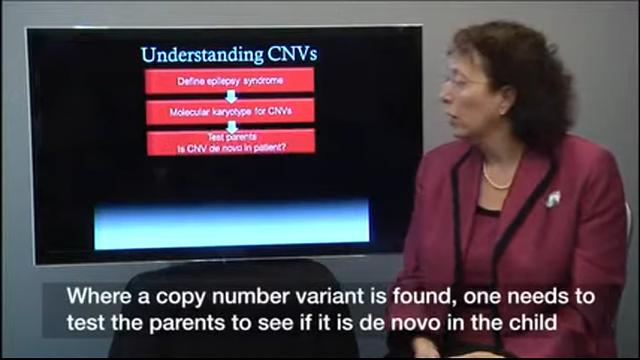 Understanding CNVs
Define epilepsy syndrome
Molecular karyotype for CNVs
Test parents
Is CNV de novo in patient?
Where a copy number variant is found, one needs to
test the parents to see if it is de novo in the child